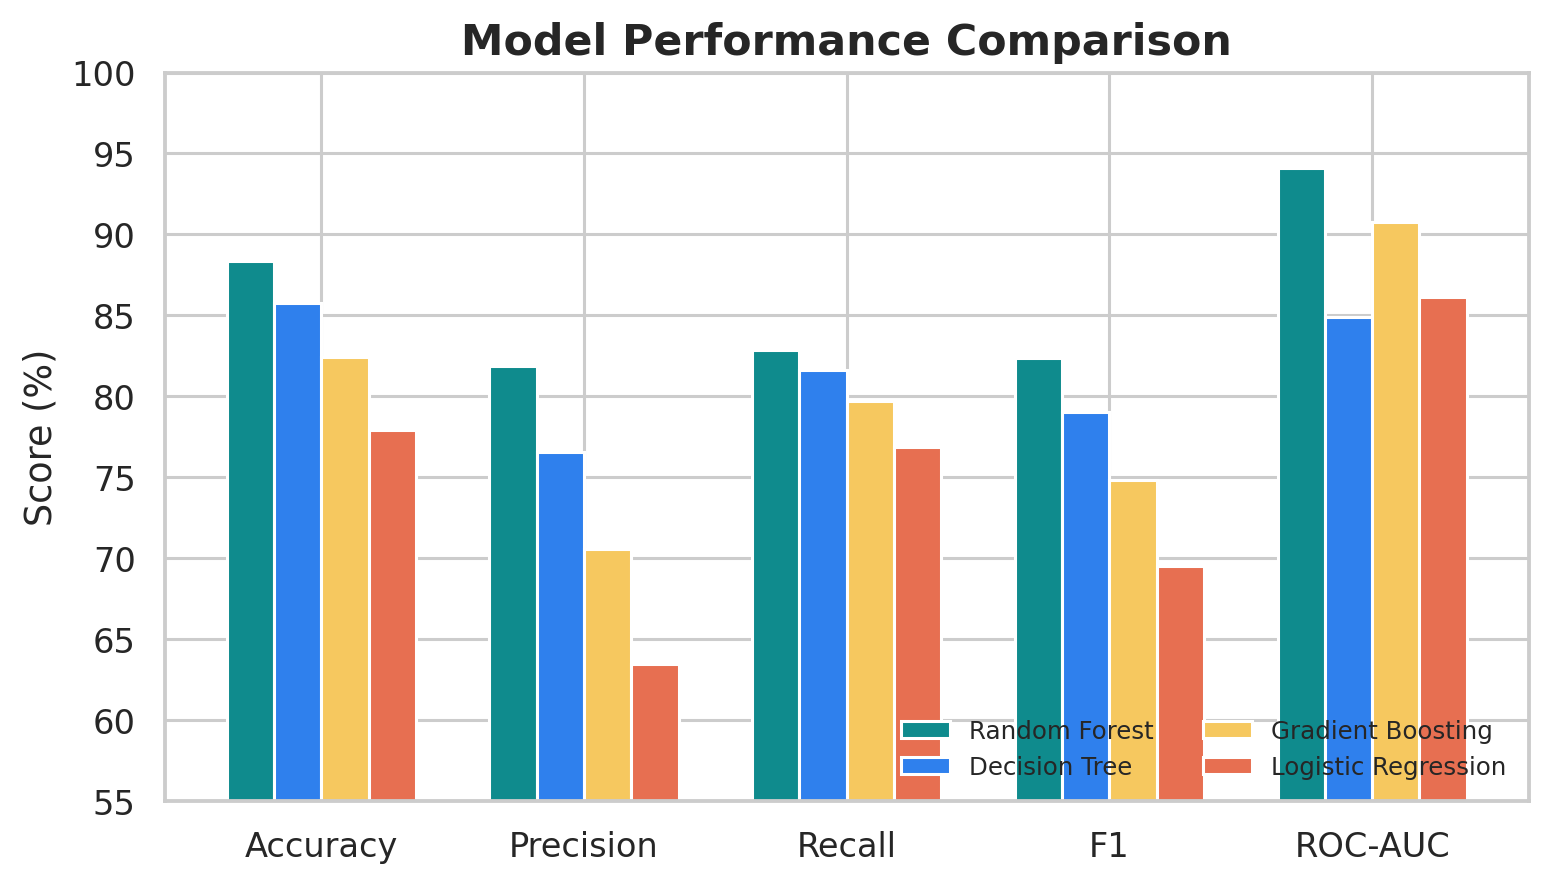 Model Performance Comparison
100
95
90
85
80
75
70
65
60
55
Score (%)
Accuracy Precision Recall F1 ROC-AUC
Random Forest Gradient Boosting
Decision Tree Logistic Regression